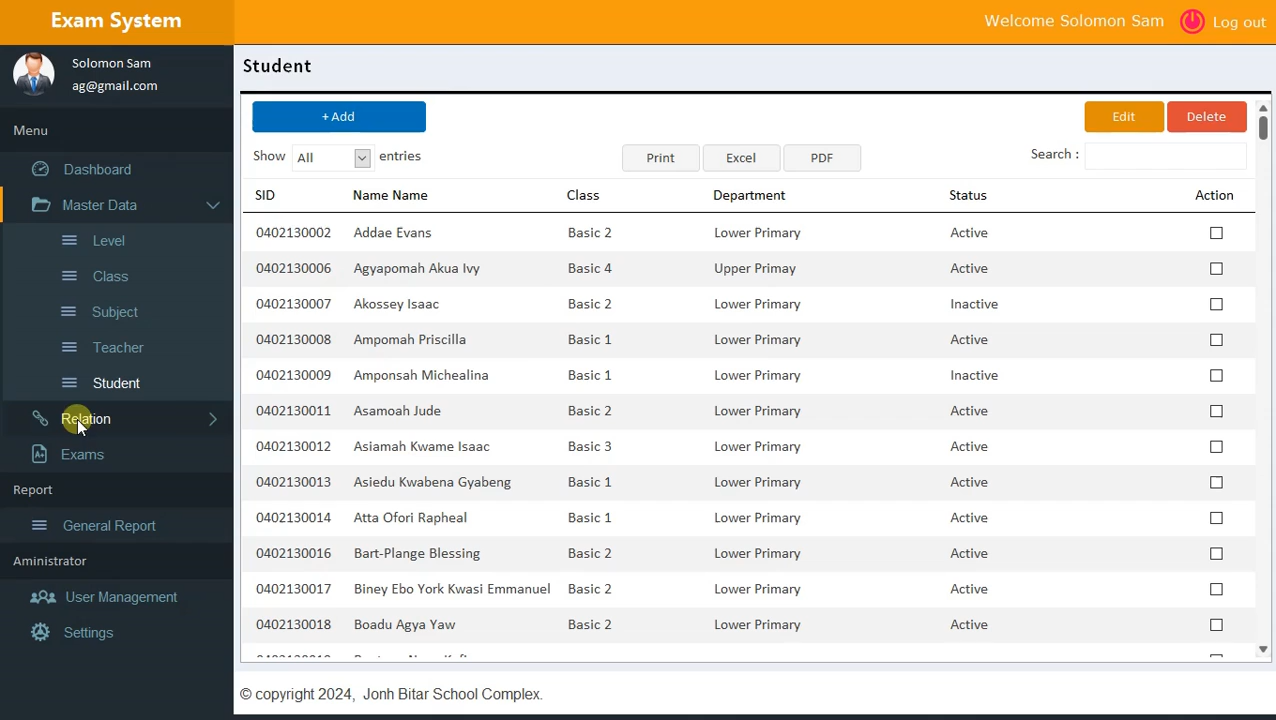 Exam System
Welcome Solomon Sam
Log out
Solomon Sam
ag@gmail.com
Menu
Dashboard
Master Data
Level
Class
Subject
Teacher
Student
Relation
Exams
Report
General Report
Aministrator
User Management
Settings
Student
+ Add
Edit
Delete
Show All entries
Print
Excel
PDF
Search :
SID Name Name Class Department Status Action
0402130002 Addae Evans Basic 2 Lower Primary Active
0402130006 Agyapomah Akua Ivy Basic 4 Upper Primay Active
0402130007 Akossey Isaac Basic 2 Lower Primary Inactive
0402130008 Ampomah Priscilla Basic 1 Lower Primary Active
0402130009 Amponsah Michealina Basic 1 Lower Primary Inactive
0402130011 Asamoah Jude Basic 2 Lower Primary Active
0402130012 Asiamah Kwame Isaac Basic 3 Lower Primary Active
0402130013 Asiedu Kwabena Gyabeng Basic 1 Lower Primary Active
0402130014 Atta Ofori Rapheal Basic 1 Lower Primary Active
0402130016 Bart-Plange Blessing Basic 2 Lower Primary Active
0402130017 Biney Ebo York Kwasi Emmanuel Basic 2 Lower Primary Active
0402130018 Boadu Agya Yaw Basic 2 Lower Primary Active
© copyright 2024, Jonh Bitar School Complex.